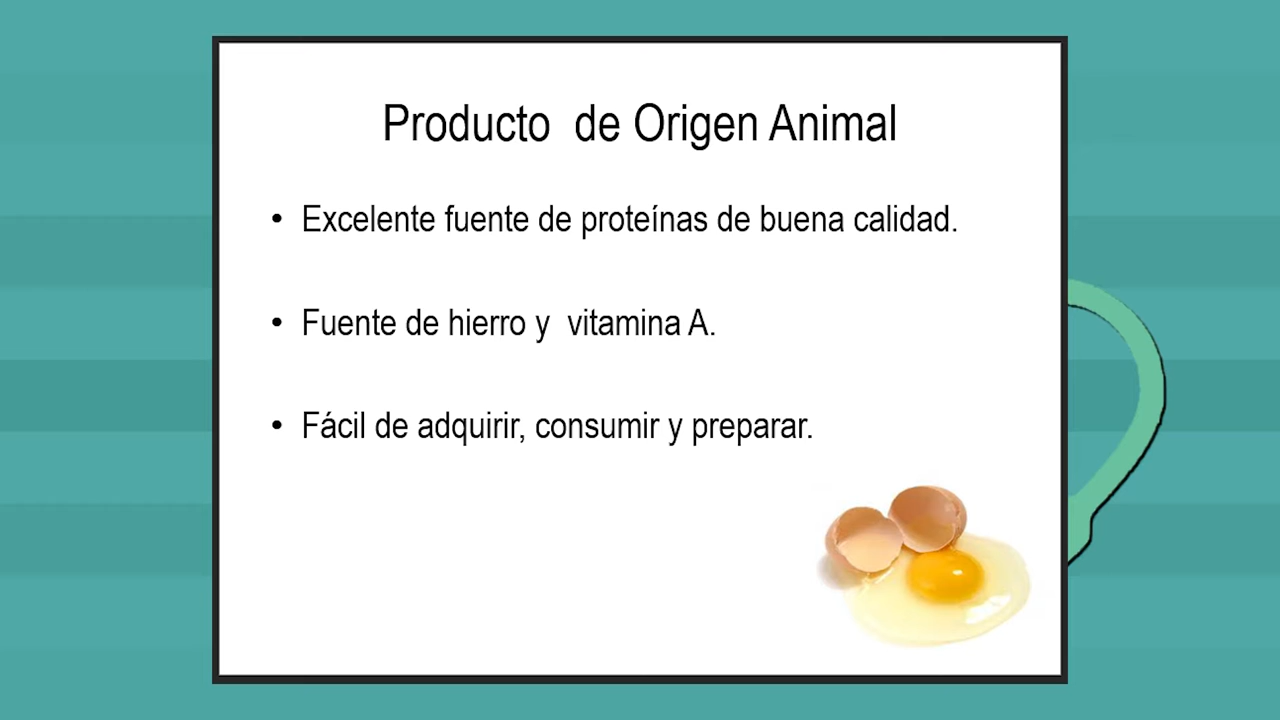 Producto de Origen Animal
• Excelente fuente de proteínas de buena calidad.
• Fuente de hierro y vitamina A.
• Fácil de adquirir, consumir y preparar.